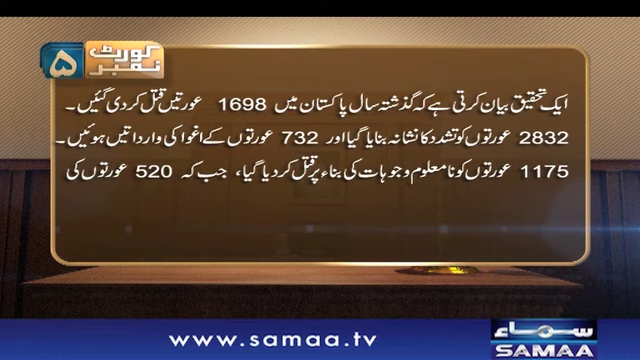 کورٹ
نمبر ۵
ایک تحقیق بیان کرتی ہے کہ گذشتہ سال پاکستان میں 1698 عورتیں قتل کر دی گئیں۔
2832 عورتوں کو تشدد کا نشانہ بنایا گیا اور 732 عورتوں کے اغوا کی وارداتیں ہوئیں۔
1175 عورتوں کو نامعلوم وجوہات کی بناء پر قتل کر دیا گیا، جب کہ 520 عورتوں کی
www.samaa.tv
سماء
SAMAA